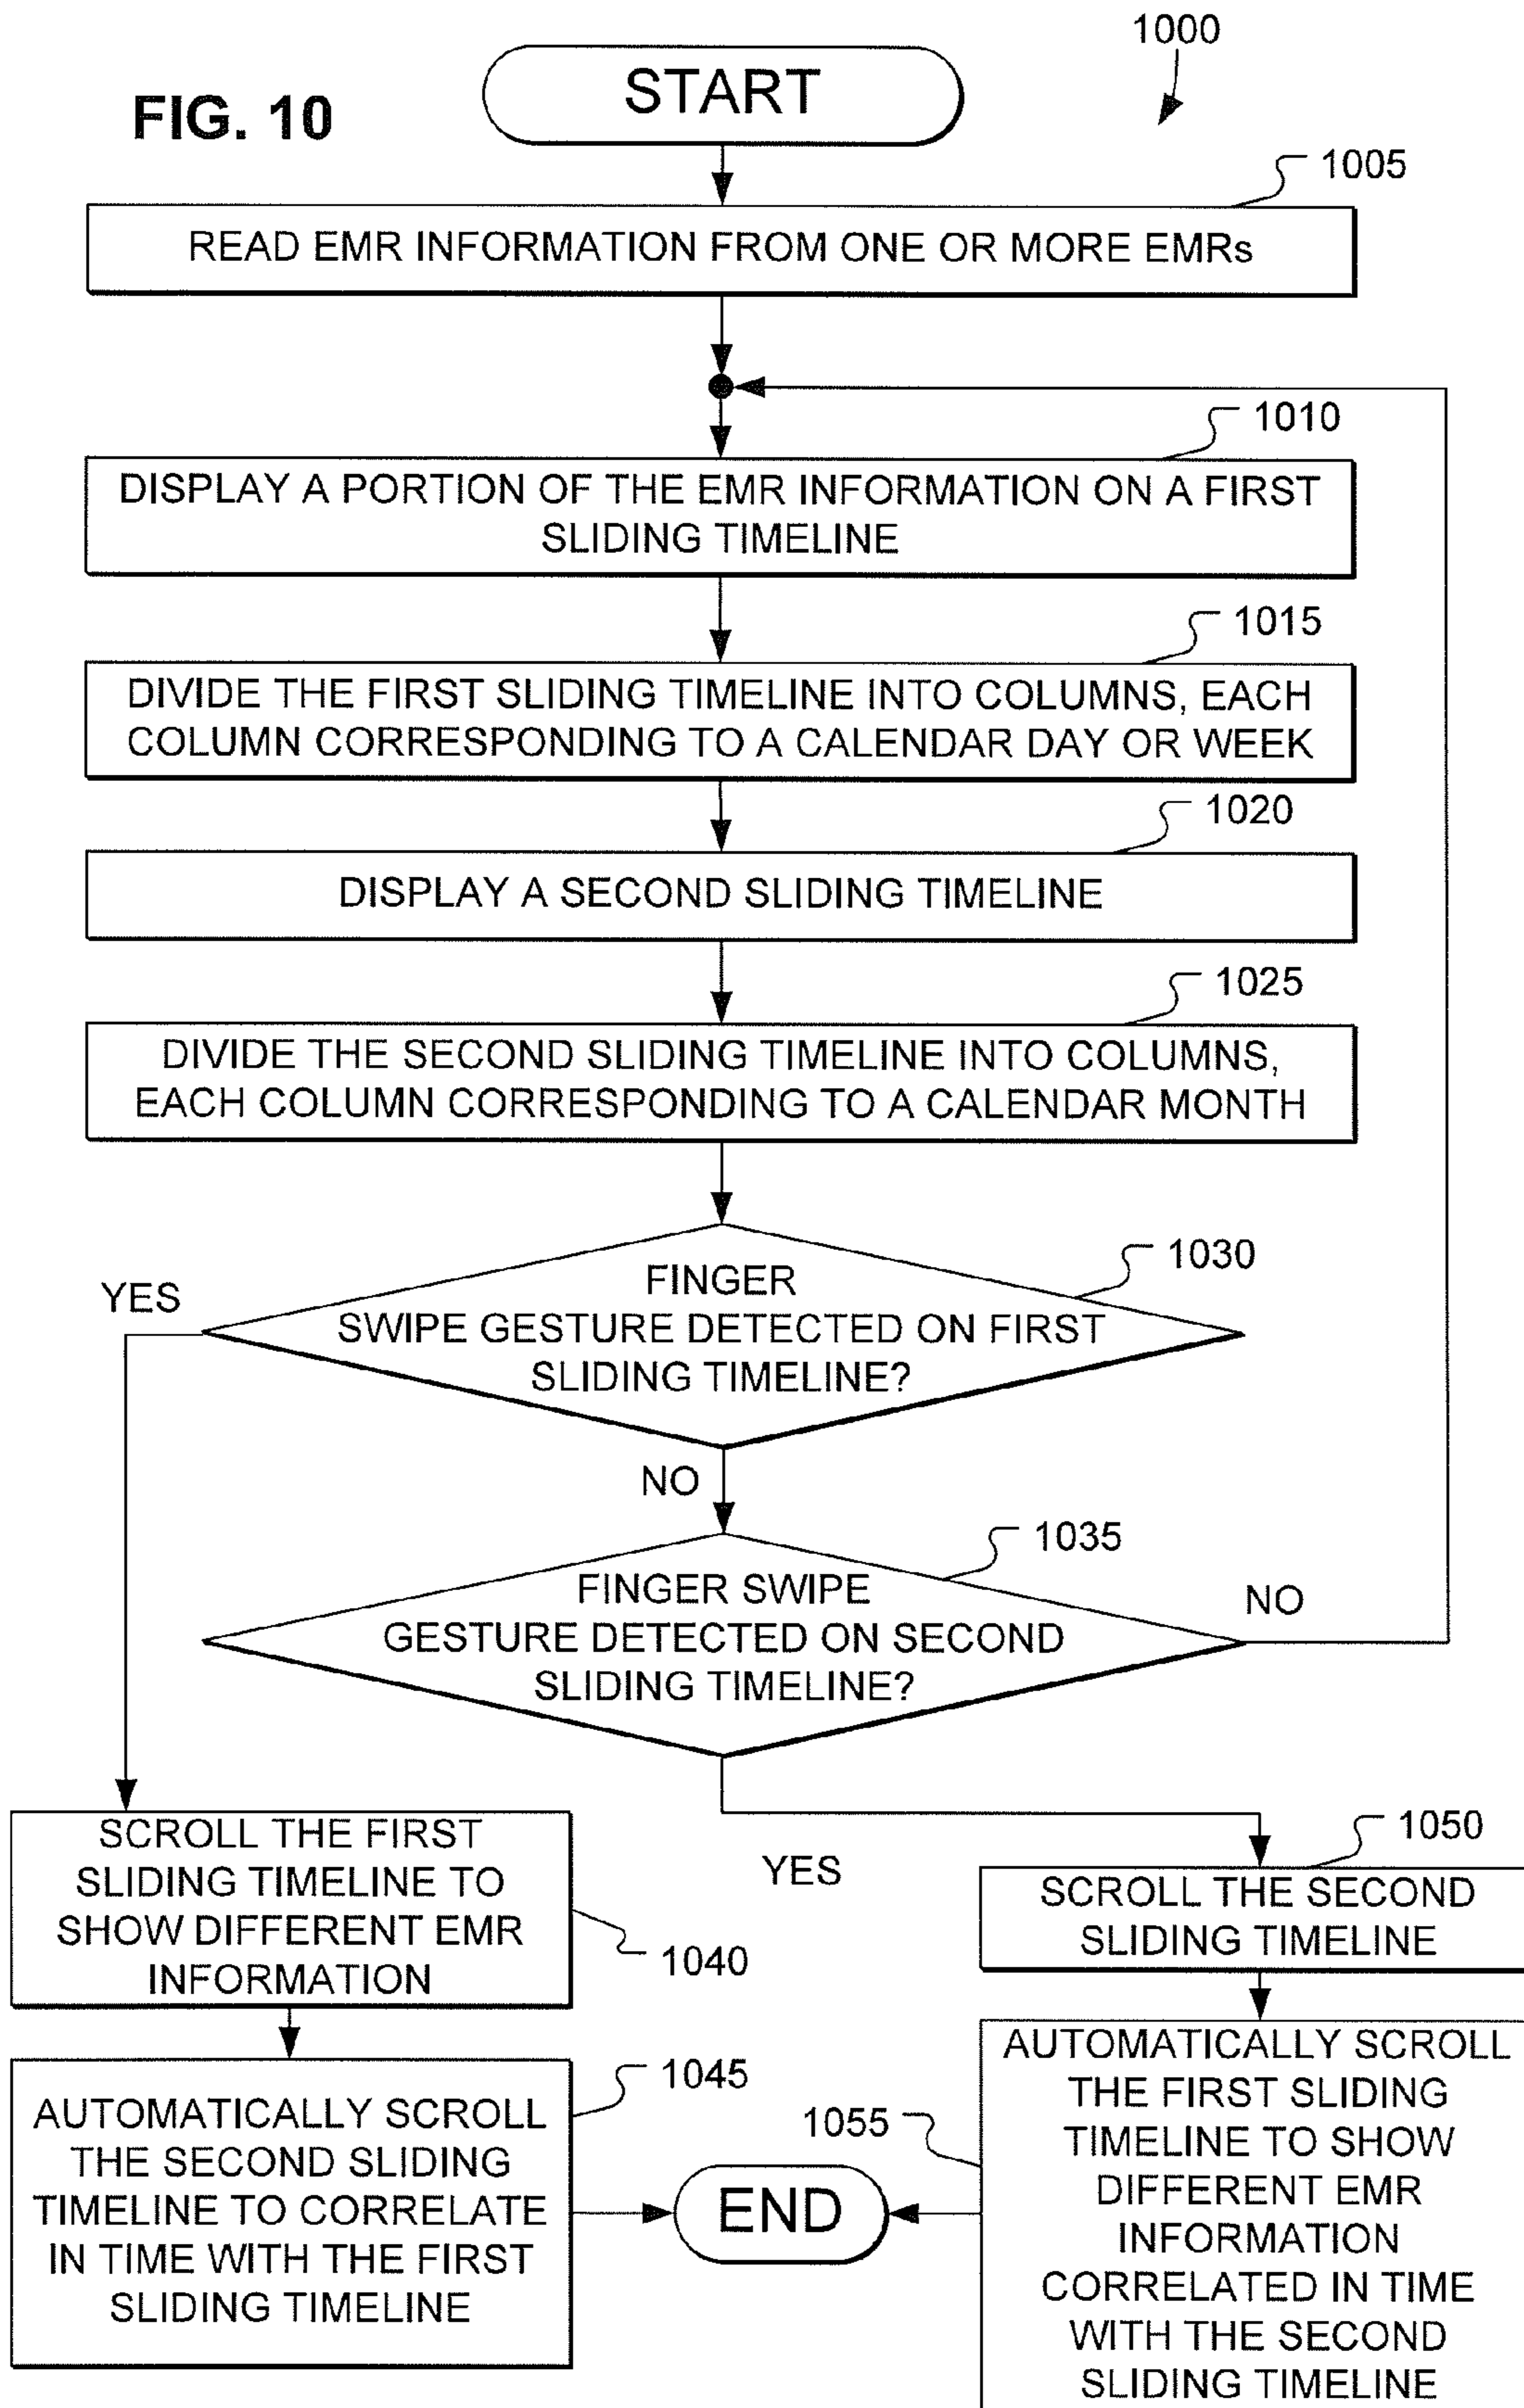 1000
START
FIG. 10
1005
READ EMR INFORMATION FROM ONE OR MORE EMRs
1010
DISPLAY A PORTION OF THE EMR INFORMATION ON A FIRST
SLIDING TIMELINE
1015
DIVIDE THE FIRST SLIDING TIMELINE INTO COLUMNS, EACH
COLUMN CORRESPONDING TO A CALENDAR DAY OR WEEK
1020
DISPLAY A SECOND SLIDING TIMELINE
1025
DIVIDE THE SECOND SLIDING TIMELINE INTO COLUMNS,
EACH COLUMN CORRESPONDING TO A CALENDAR MONTH
1030
YES
FINGER
SWIPE GESTURE DETECTED ON FIRST
SLIDING TIMELINE?
NO
1035
FINGER SWIPE
GESTURE DETECTED ON SECOND
SLIDING TIMELINE?
NO
YES
SCROLL THE FIRST
SLIDING TIMELINE TO
SHOW DIFFERENT EMR
INFORMATION
1040
1050
SCROLL THE SECOND
SLIDING TIMELINE
1045
AUTOMATICALLY SCROLL
THE SECOND SLIDING
TIMELINE TO CORRELATE
IN TIME WITH THE FIRST
SLIDING TIMELINE
END
1055
AUTOMATICALLY SCROLL
THE FIRST SLIDING
TIMELINE TO SHOW
DIFFERENT EMR
INFORMATION
CORRELATED IN TIME
WITH THE SECOND
SLIDING TIMELINE